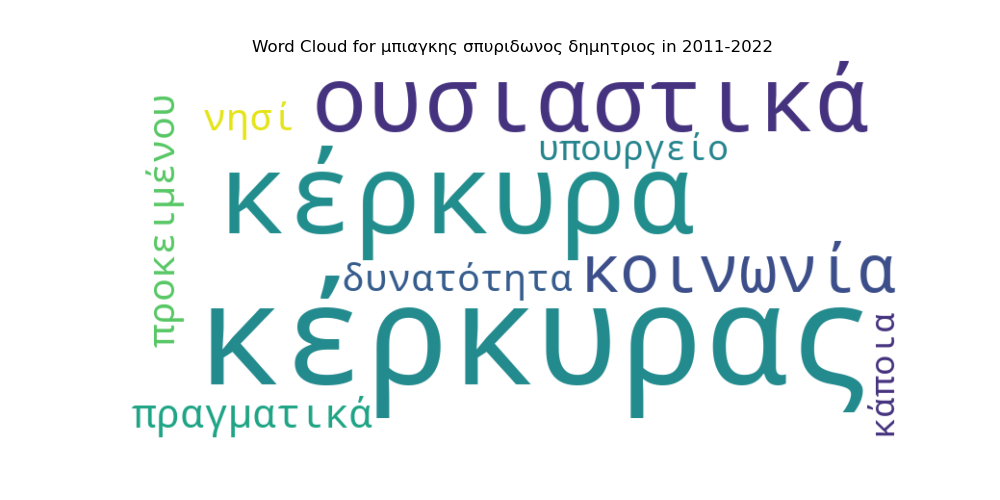 Word Cloud for μπιαγκης σπυριδωνος δημητριος in 2011-2022
ουσιαστικά
νησί
προκειμένου
υπουργείο
κέρκυρα
κοινωνία
δυνατότητα
κέρκυρας
κάποια
πραγματικά